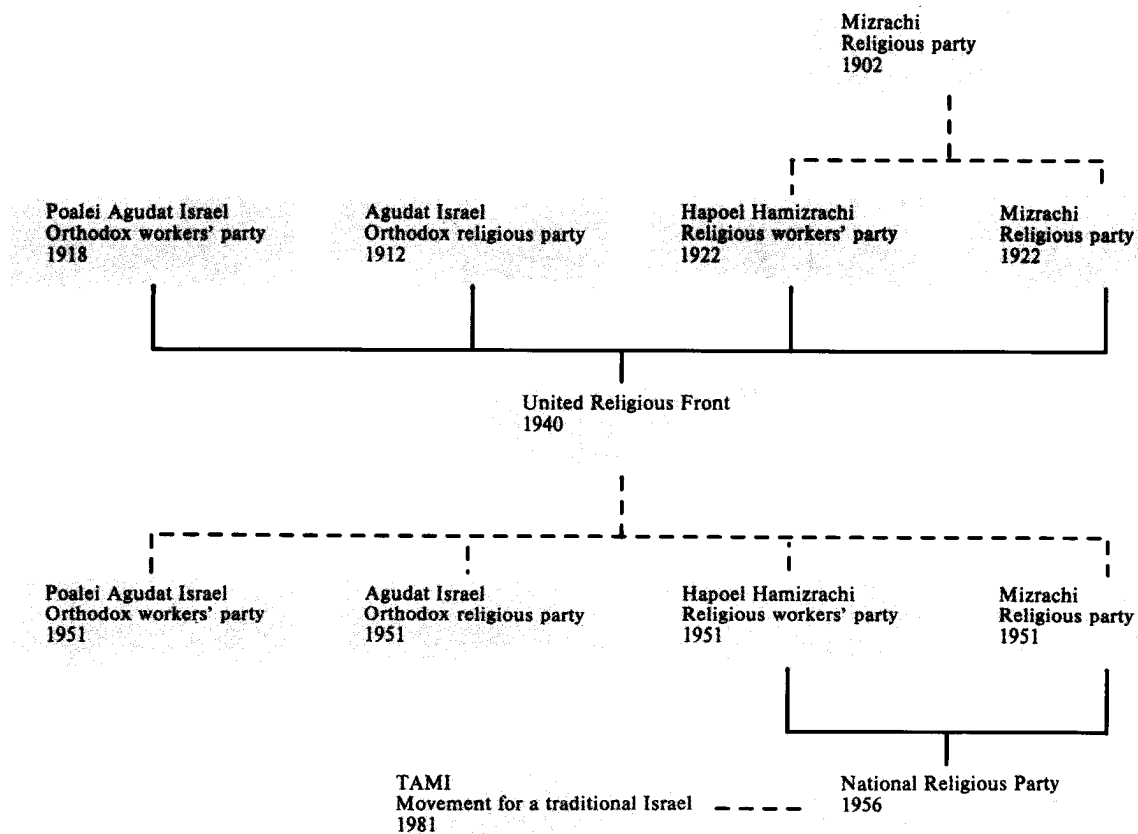 Mizrachi
Religious party
1902
Poalei Agudat Israel
Orthodox workers' party
1918
Agudat Israel
Orthodox religious party
1912
Hapoel Hamizrachi
Religious workers' party
1922
Mizrachi
Religious party
1922
United Religious Front
1940
Poalei Agudat Israel
Orthodox workers' party
1951
Agudat Israel
Orthodox religious party
1951
Hapoel Hamizrachi
Religious workers' party
1951
Mizrachi
Religious party
1951
TAMI
Movement for a traditional Israel
1981
National Religious Party
1956